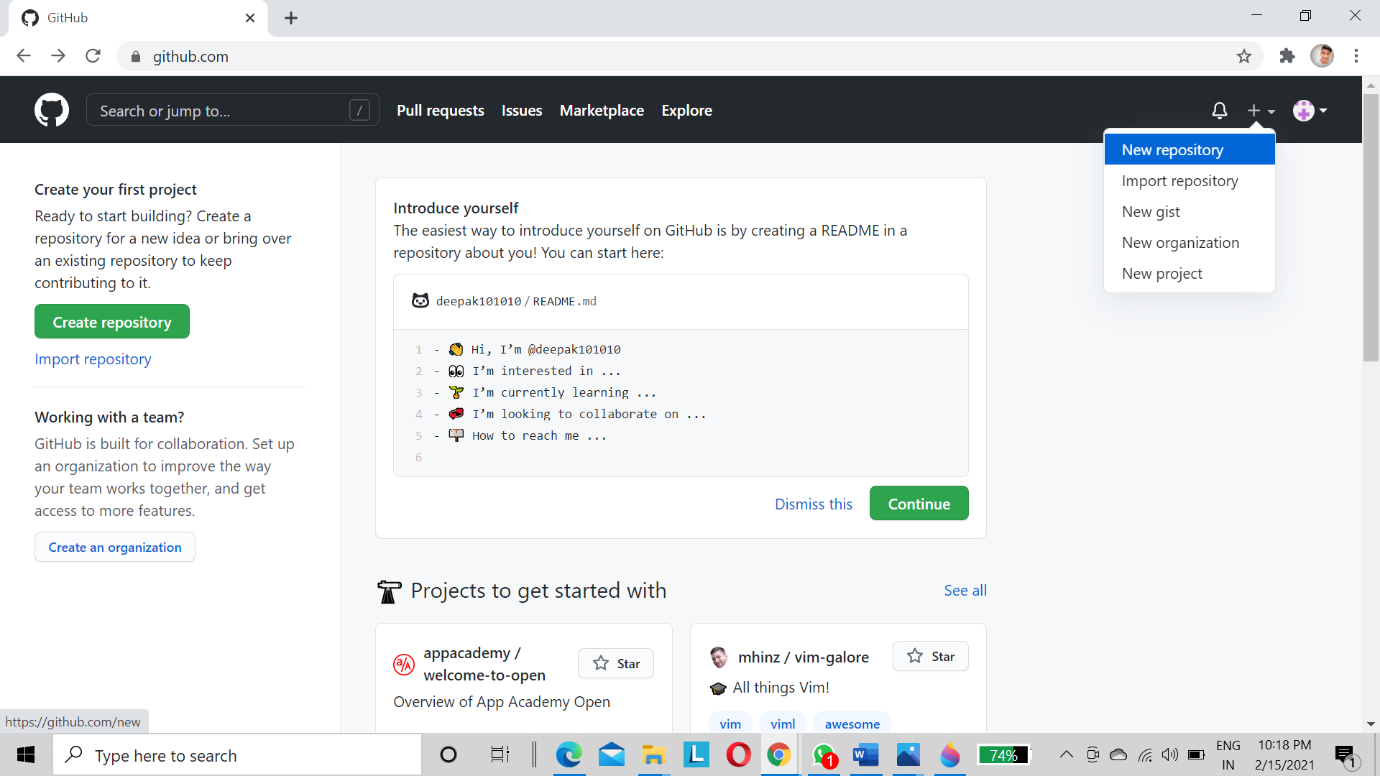 GitHub
github.com
Search or jump to...
/
Pull requests
Issues
Marketplace
Explore
New repository
Import repository
New gist
New organization
New project
Create your first project
Ready to start building? Create a
repository for a new idea or bring over
an existing repository to keep
contributing to it.
Create repository
Import repository
Working with a team?
GitHub is built for collaboration. Set up
an organization to improve the way
your team works together, and get
access to more features.
Create an organization
Introduce yourself
The easiest way to introduce yourself on GitHub is by creating a README in a
repository about you! You can start here:
deepak101010 / README.md
1 - 👋 Hi, I’m @deepak101010
2 - 👀 I’m interested in ...
3 - 🌱 I’m currently learning ...
4 - 💞️ I’m looking to collaborate on ...
5 - 📫 How to reach me ...
6
Dismiss this
Continue
Projects to get started with
See all
a/A
appacademy /
welcome-to-open
Star
Overview of App Academy Open
mhinz / vim-galore
Star
🎓 All things Vim!
vim
viml
awesome
https://github.com/new
Type here to search
L
1
W
74%
ENG
IN
10:18 PM
2/15/2021
1